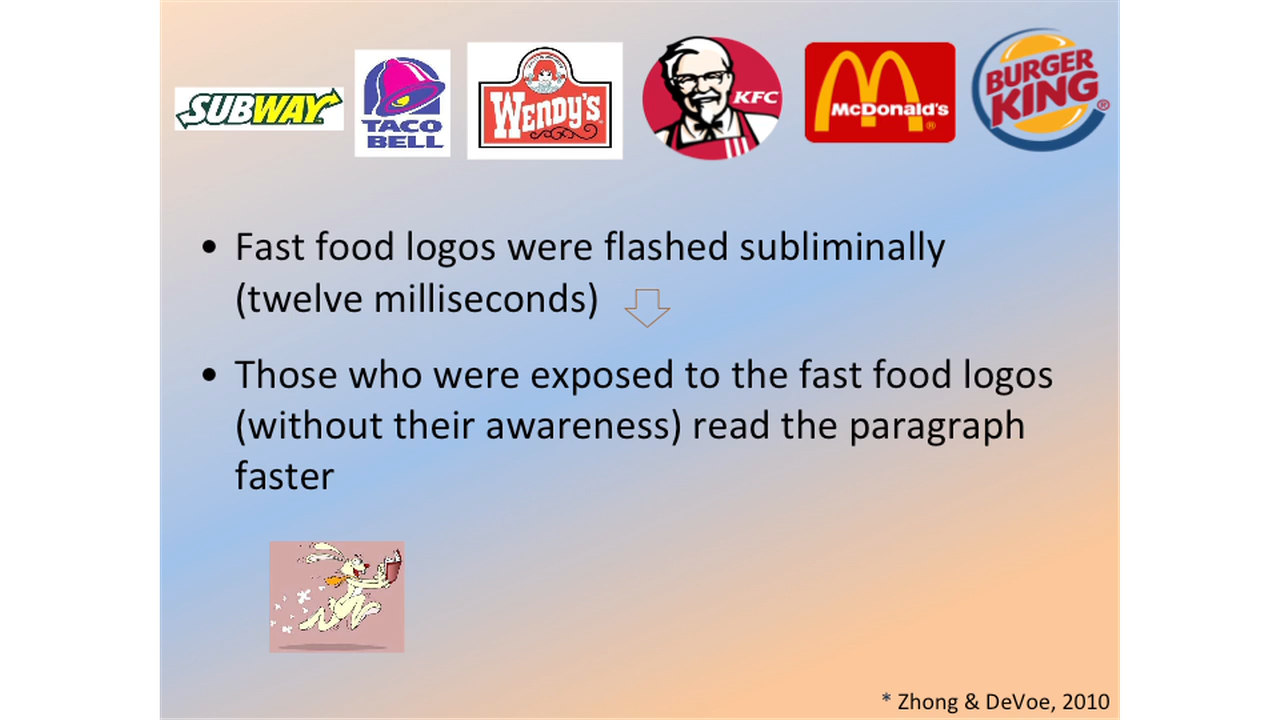 SUBWAY
TACO
BELL
WENDY'S
KFC
McDonald's
®
BURGER
KING
®
• Fast food logos were flashed subliminally
(twelve milliseconds)
• Those who were exposed to the fast food logos
(without their awareness) read the paragraph
faster
* Zhong & DeVoe, 2010